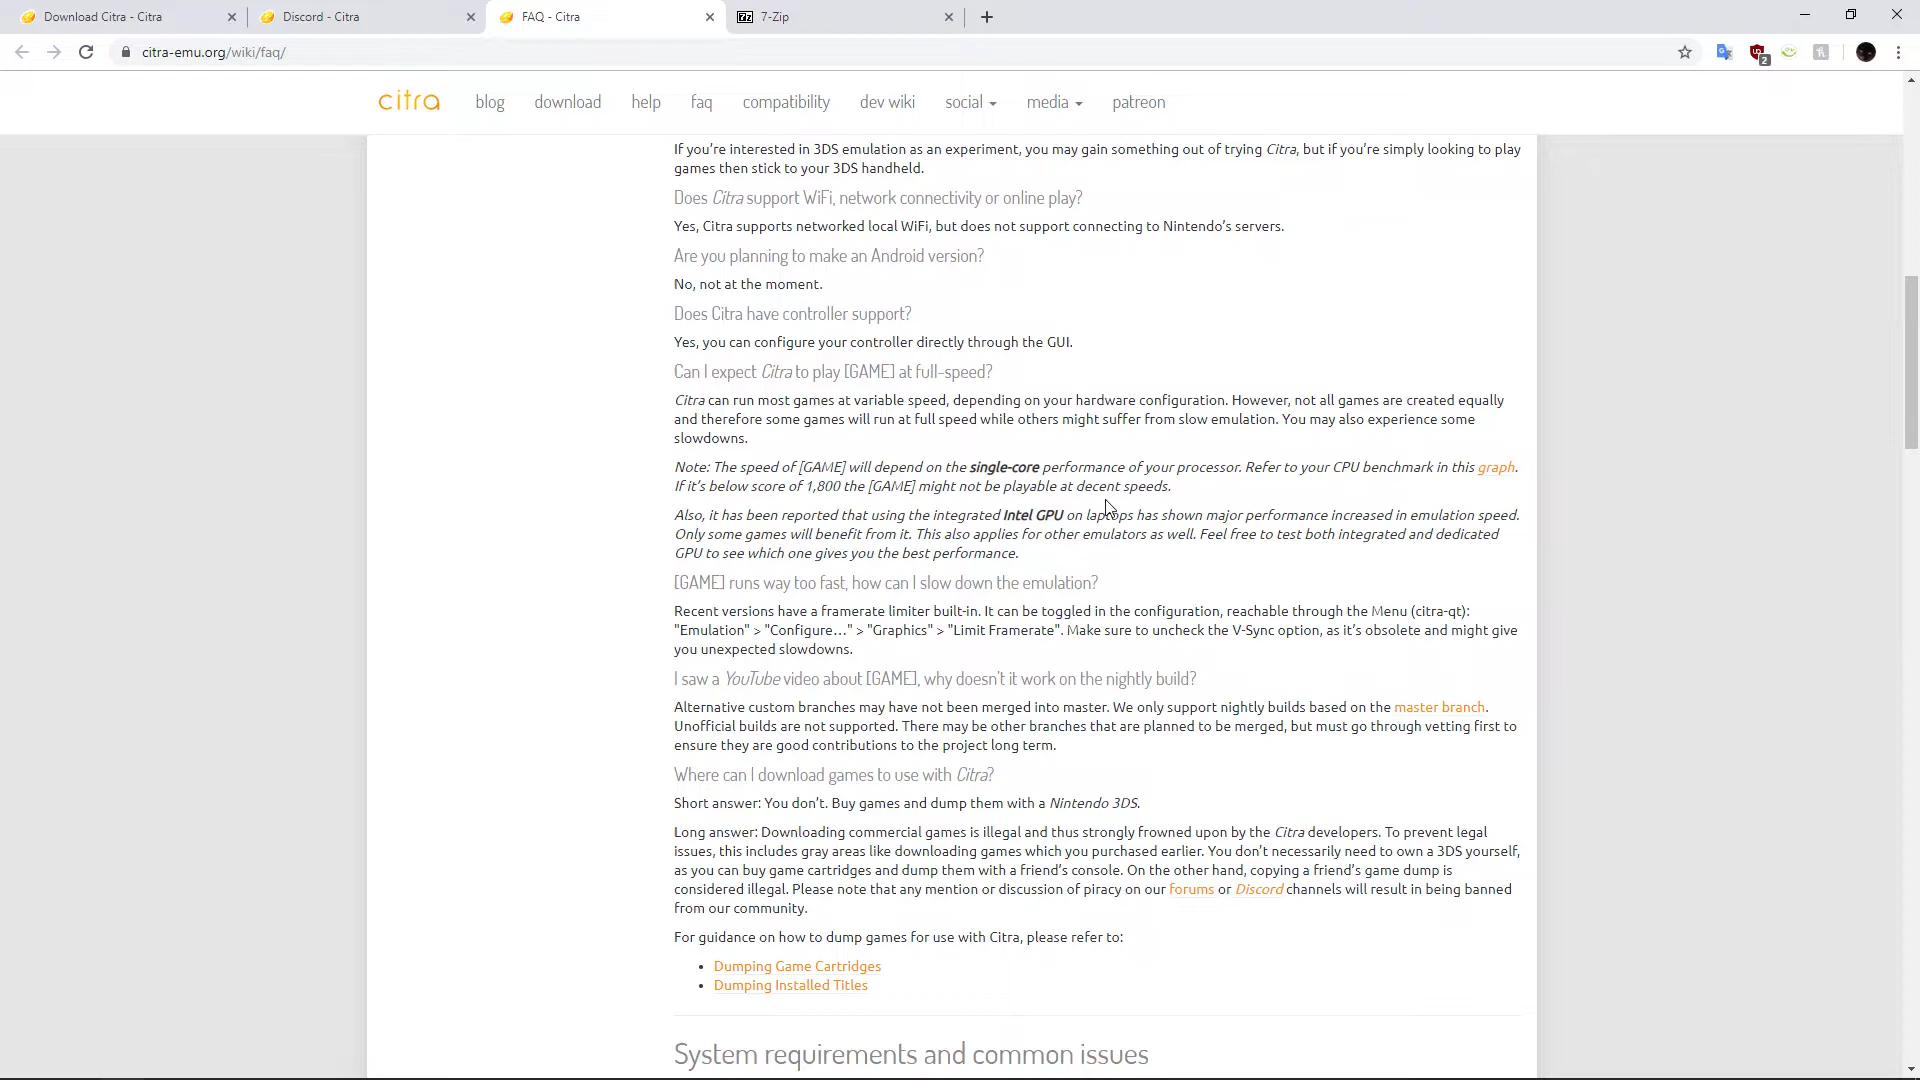 Download Citra - Citra
Discord - Citra
FAQ - Citra
7-Zip
citra-emu.org/wiki/faq/
2
citra blog download help faq compatibility dev wiki social media patreon
If you’re interested in 3DS emulation as an experiment, you may gain something out of trying Citra, but if you’re simply looking to play
games then stick to your 3DS handheld.
Does Citra support WiFi, network connectivity or online play?
Yes, Citra supports networked local WiFi, but does not support connecting to Nintendo’s servers.
Are you planning to make an Android version?
No, not at the moment.
Does Citra have controller support?
Yes, you can configure your controller directly through the GUI.
Can I expect Citra to play [GAME] at full-speed?
Citra can run most games at variable speed, depending on your hardware configuration. However, not all games are created equally
and therefore some games will run at full speed while others might suffer from slow emulation. You may also experience some
slowdowns.
Note: The speed of [GAME] will depend on the single-core performance of your processor. Refer to your CPU benchmark in this graph.
If it’s below score of 1,800 the [GAME] might not be playable at decent speeds.
Also, it has been reported that using the integrated Intel GPU on laptops has shown major performance increased in emulation speed.
Only some games will benefit from it. This also applies for other emulators as well. Feel free to test both integrated and dedicated
GPU to see which one gives you the best performance.
[GAME] runs way too fast, how can I slow down the emulation?
Recent versions have a framerate limiter built-in. It can be toggled in the configuration, reachable through the Menu (citra-qt):
"Emulation" > "Configure…" > "Graphics" > "Limit Framerate". Make sure to uncheck the V-Sync option, as it’s obsolete and might give
you unexpected slowdowns.
I saw a YouTube video about [GAME], why doesn’t it work on the nightly build?
Alternative custom branches may have not been merged into master. We only support nightly builds based on the master branch.
Unofficial builds are not supported. There may be other branches that are planned to be merged, but must go through vetting first to
ensure they are good contributions to the project long term.
Where can I download games to use with Citra?
Short answer: You don’t. Buy games and dump them with a Nintendo 3DS.
Long answer: Downloading commercial games is illegal and thus strongly frowned upon by the Citra developers. To prevent legal
issues, this includes gray areas like downloading games which you purchased earlier. You don’t necessarily need to own a 3DS yourself,
as you can buy game cartridges and dump them with a friend’s console. On the other hand, copying a friend’s game dump is
considered illegal. Please note that any mention or discussion of piracy on our forums or Discord channels will result in being banned
from our community.
For guidance on how to dump games for use with Citra, please refer to:
• Dumping Game Cartridges
• Dumping Installed Titles
System requirements and common issues